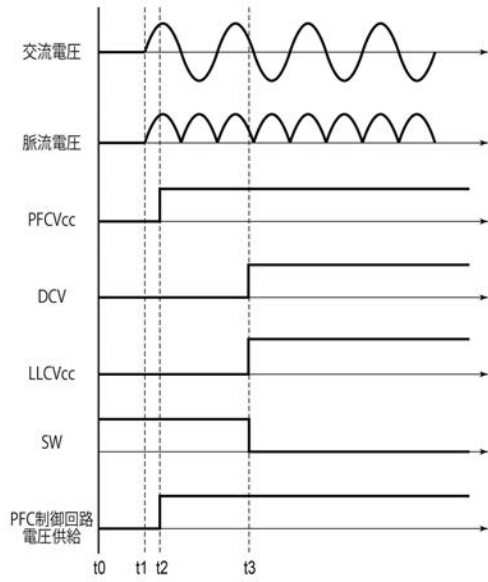 交流電圧
脈流電圧
PFCVcc
DCV
LLCVcc
SW
PFC制御回路
電圧供給
t0 t1 t2 t3